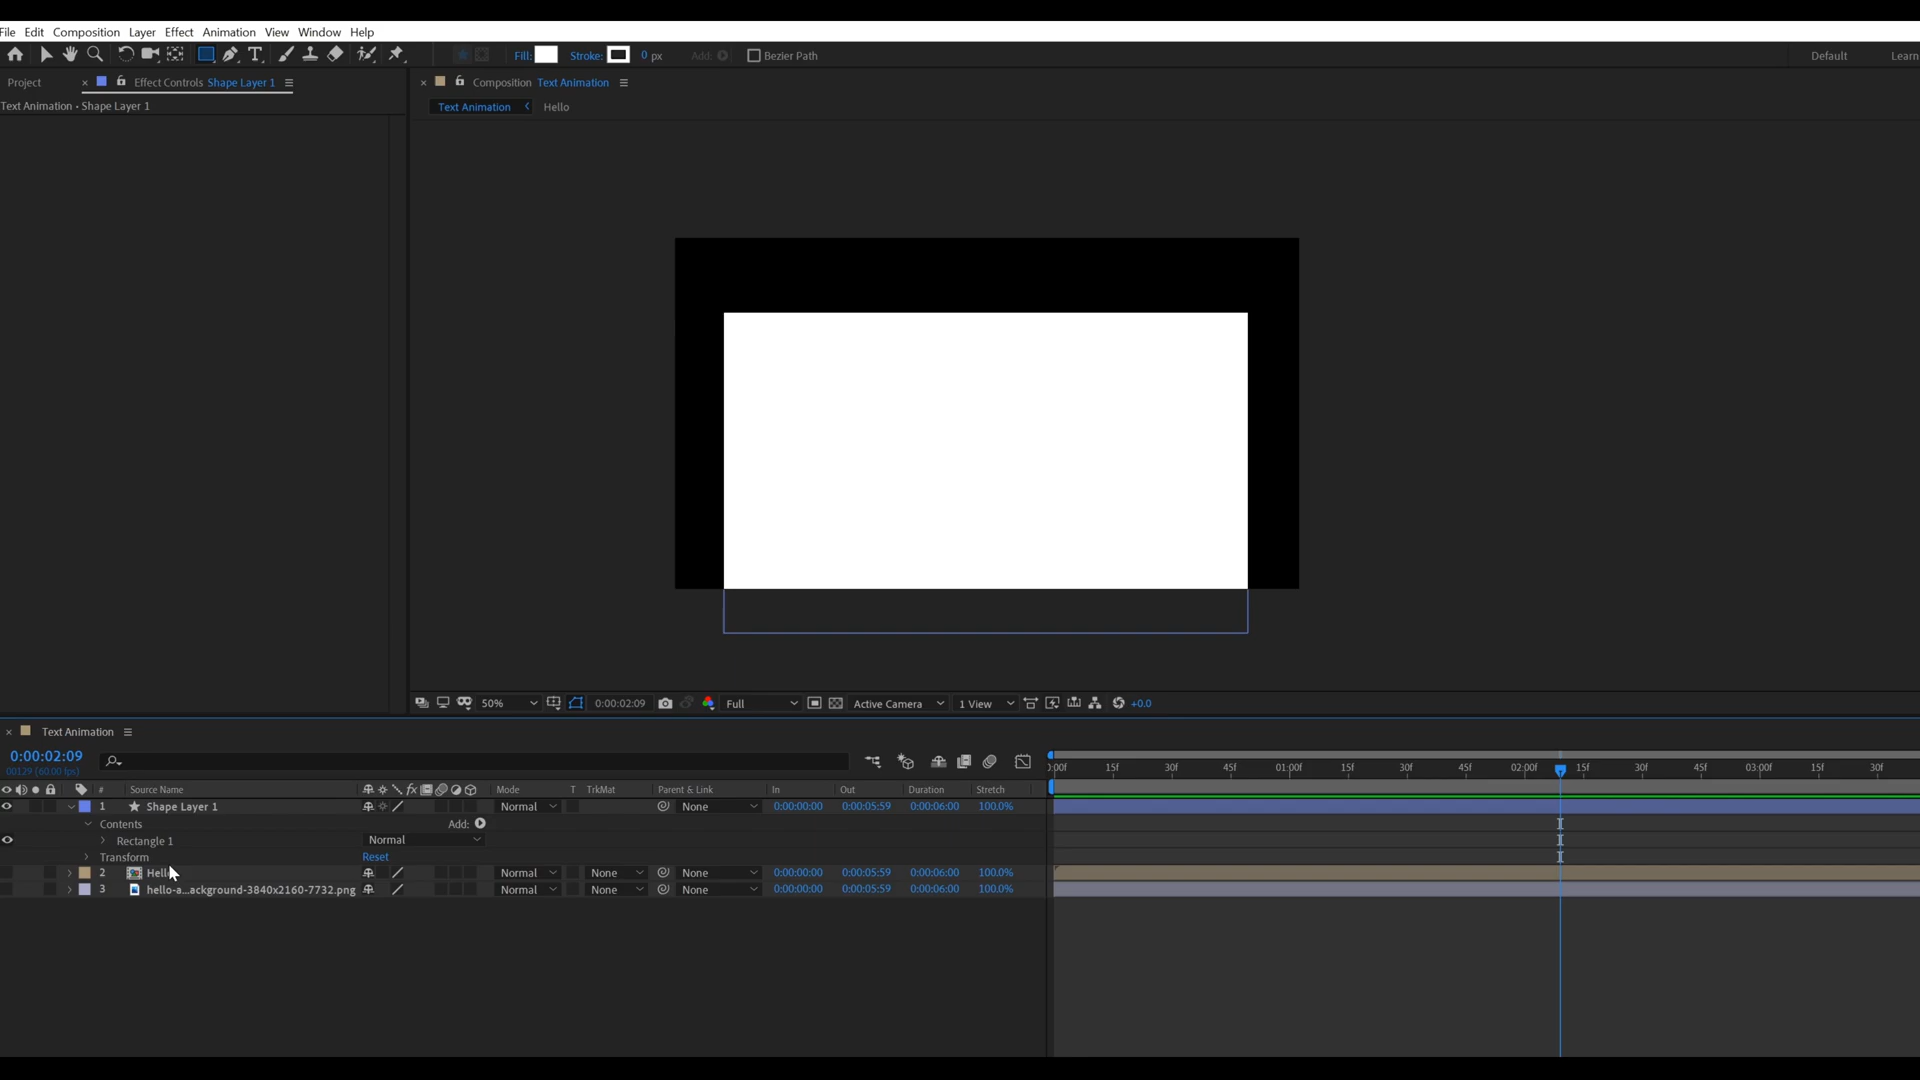 File Edit Composition Layer Effect Animation View Window Help
Fill: Stroke: 0 px Add: Bezier Path Default Learn
Project Effect Controls Shape Layer 1 Composition Text Animation
Text Animation • Shape Layer 1 Text Animation Hello
50% 0:00:02:09 Full Active Camera 1 View +0.0
Text Animation
0:00:02:09
00129 (60.00 fps)
):00f 15f 30f 45f 01:00f 15f 30f 45f 02:00f 15f 30f 45f 03:00f 15f 30f
# Source Name fx Mode T TrkMat Parent & Link In Out Duration Stretch
1 Shape Layer 1 Normal None 0:00:00:00 0:00:05:59 0:00:06:00 100.0%
Contents Add:
Rectangle 1 Normal
Transform Reset
2 Hello Normal None None 0:00:00:00 0:00:05:59 0:00:06:00 100.0%
3 hello-a...ackground-3840x2160-7732.png Normal None None 0:00:00:00 0:00:05:59 0:00:06:00 100.0%